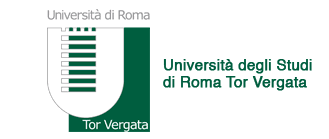 Università di Roma
Tor Vergata
Università degli Studi
di Roma Tor Vergata